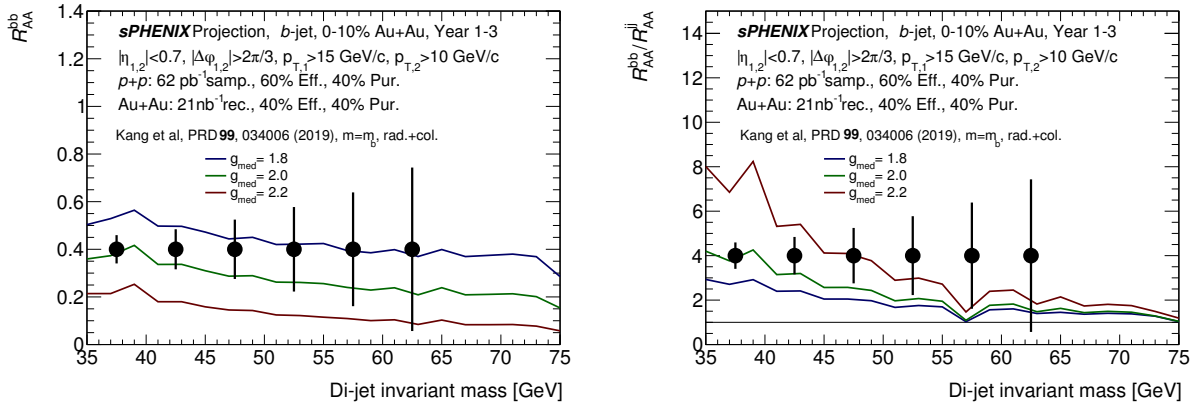 R_AA^bb
1.4
1.2
1
0.8
0.6
0.4
0.2
0
sPHENIX Projection, b-jet, 0-10% Au+Au, Year 1-3
|η_1,2|<0.7, |Δφ_1,2|>2π/3, p_T,1>15 GeV/c, p_T,2>10 GeV/c
p+p: 62 pb⁻¹samp., 60% Eff., 40% Pur.
Au+Au: 21nb⁻¹rec., 40% Eff., 40% Pur.
Kang et al, PRD 99, 034006 (2019), m=m_b, rad.+col.
g_med= 1.8
g_med= 2.0
g_med= 2.2
35 40 45 50 55 60 65 70 75
Di-jet invariant mass [GeV]
R_AA^bb/R_AA^jj
14
12
10
8
6
4
2
0
sPHENIX Projection, b-jet, 0-10% Au+Au, Year 1-3
|η_1,2|<0.7, |Δφ_1,2|>2π/3, p_T,1>15 GeV/c, p_T,2>10 GeV/c
p+p: 62 pb⁻¹samp., 60% Eff., 40% Pur.
Au+Au: 21nb⁻¹rec., 40% Eff., 40% Pur.
Kang et al, PRD 99, 034006 (2019), m=m_b, rad.+col.
g_med= 1.8
g_med= 2.0
g_med= 2.2
35 40 45 50 55 60 65 70 75
Di-jet invariant mass [GeV]